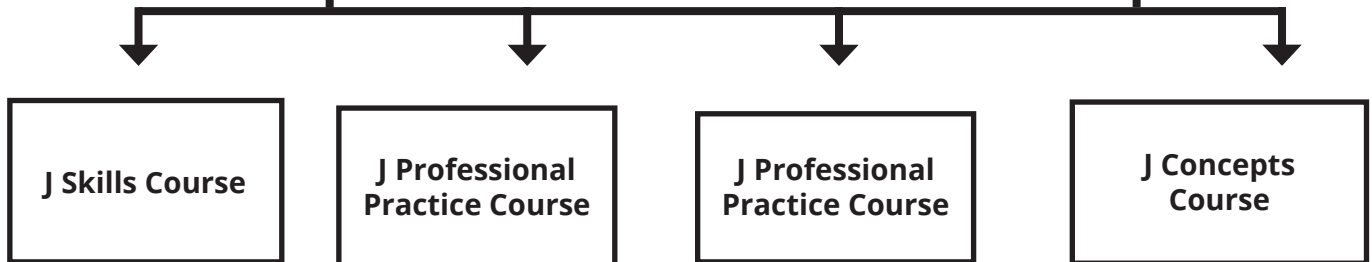 J Skills Course
J Professional
Practice Course
J Professional
Practice Course
J Concepts
Course